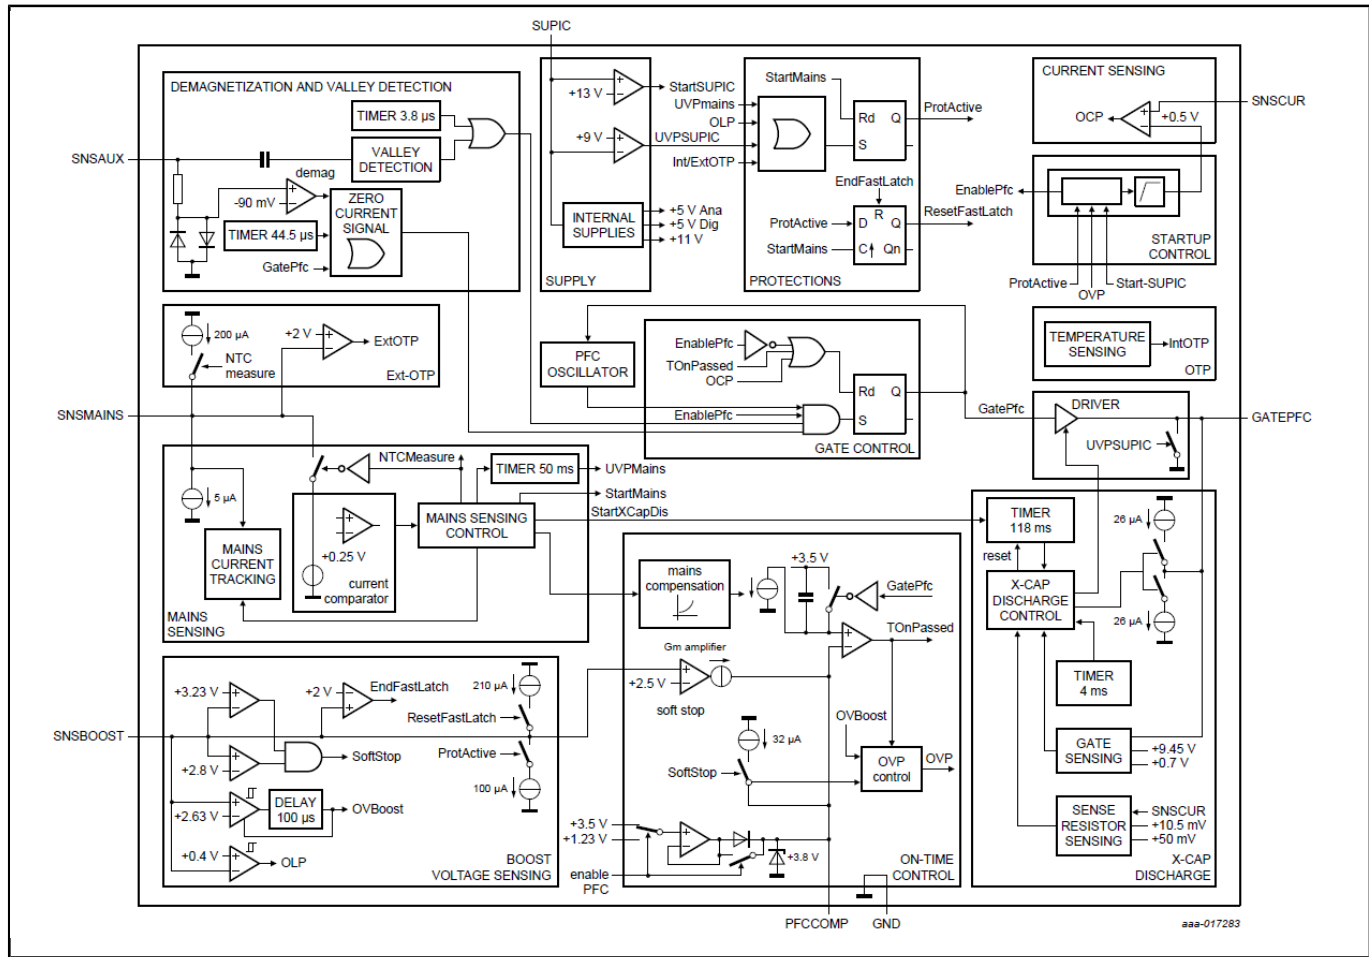 SUPIC
DEMAGNETIZATION AND VALLEY DETECTION
TIMER 3.8 µs
VALLEY
DETECTION
SNSAUX
demag
-90 mV
ZERO
CURRENT
SIGNAL
TIMER 44.5 µs
GatePfc
+13 V
StartSUPIC
+9 V
UVPSUPIC
INTERNAL
SUPPLIES
+5 V Ana
+5 V Dig
+11 V
SUPPLY
StartMains
UVPmains
OLP
Int/ExtOTP
Rd
Q
S
ProtActive
EndFastLatch
R
ProtActive
D
Q
ResetFastLatch
StartMains
C
Qn
PROTECTIONS
CURRENT SENSING
SNSCUR
OCP
+0.5 V
EnablePfc
STARTUP
CONTROL
ProtActive
OVP
Start-SUPIC
200 µA
NTC
measure
+2 V
ExtOTP
Ext-OTP
PFC
OSCILLATOR
EnablePfc
TOnPassed
OCP
EnablePfc
Rd
Q
S
GATE CONTROL
TEMPERATURE
SENSING
IntOTP
OTP
SNSMAINS
GatePfc
DRIVER
UVPSUPIC
GATEPFC
NTCMeasure
TIMER 50 ms
UVPMains
StartMains
StartXCapDis
5 µA
MAINS
CURRENT
TRACKING
+0.25 V
current
comparator
MAINS SENSING
CONTROL
MAINS
SENSING
mains
compensation
+3.5 V
GatePfc
TOnPassed
Gm amplifier
+2.5 V
soft stop
32 µA
SoftStop
OVBoost
OVP
control
OVP
+3.5 V
+1.23 V
enable
PFC
+3.8 V
ON-TIME
CONTROL
TIMER
118 ms
reset
26 µA
X-CAP
DISCHARGE
CONTROL
26 µA
TIMER
4 ms
GATE
SENSING
+9.45 V
+0.7 V
SENSE
RESISTOR
SENSING
SNSCUR
+10.5 mV
+50 mV
X-CAP
DISCHARGE
SNSBOOST
+3.23 V
+2 V
EndFastLatch
210 µA
ResetFastLatch
SoftStop
ProtActive
+2.8 V
100 µA
+2.63 V
DELAY
100 µs
OVBoost
+0.4 V
OLP
BOOST
VOLTAGE SENSING
PFCCOMP
GND
aaa-017283